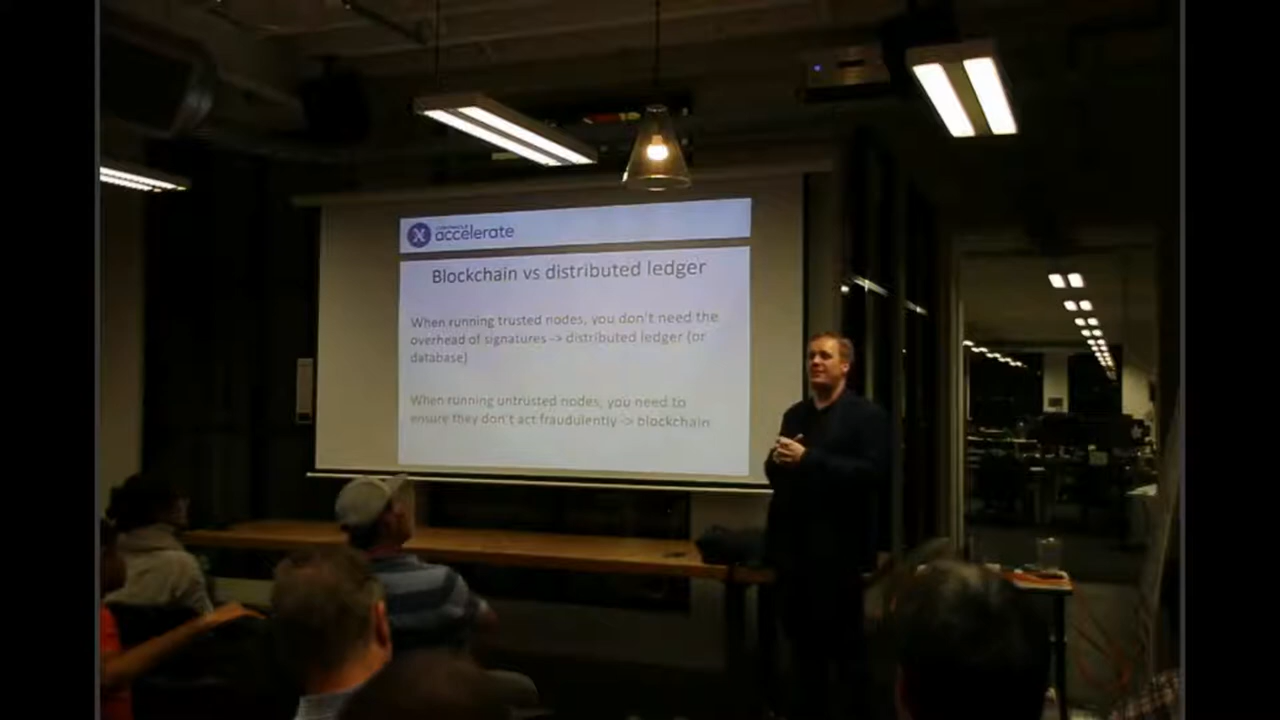 accelerate
Blockchain vs distributed ledger
When running trusted nodes, you don't need the
overhead of signatures -> distributed ledger (or
database)
When running untrusted nodes, you need to
ensure they don't act fraudulently -> blockchain